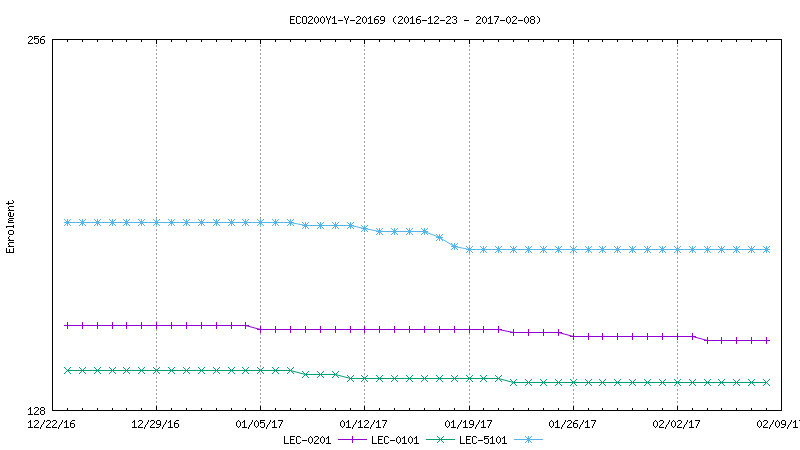 ECO200Y1-Y-20169 (2016-12-23 - 2017-02-08)
256
Enrolment
128
12/22/16 12/29/16 01/05/17 01/12/17 01/19/17 01/26/17 02/02/17 02/09/17
LEC-0201 LEC-0101 LEC-5101